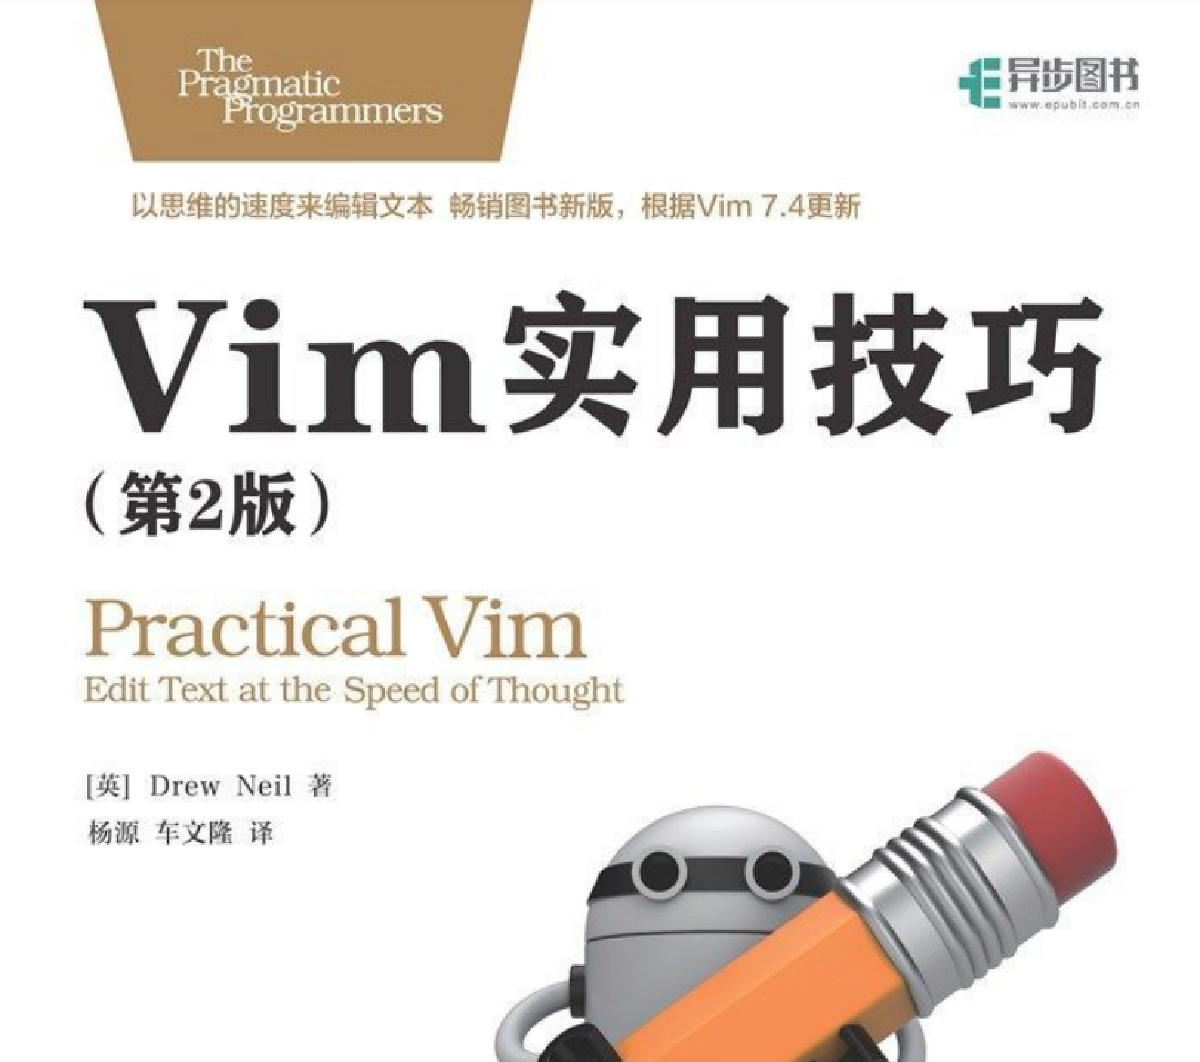 The
Pragmatic
Programmers
异步图书
www.epubit.com.cn
以思维的速度来编辑文本 畅销图书新版，根据Vim 7.4更新
Vim实用技巧
（第2版）
Practical Vim
Edit Text at the Speed of Thought
[英] Drew Neil 著
杨源 车文隆 译